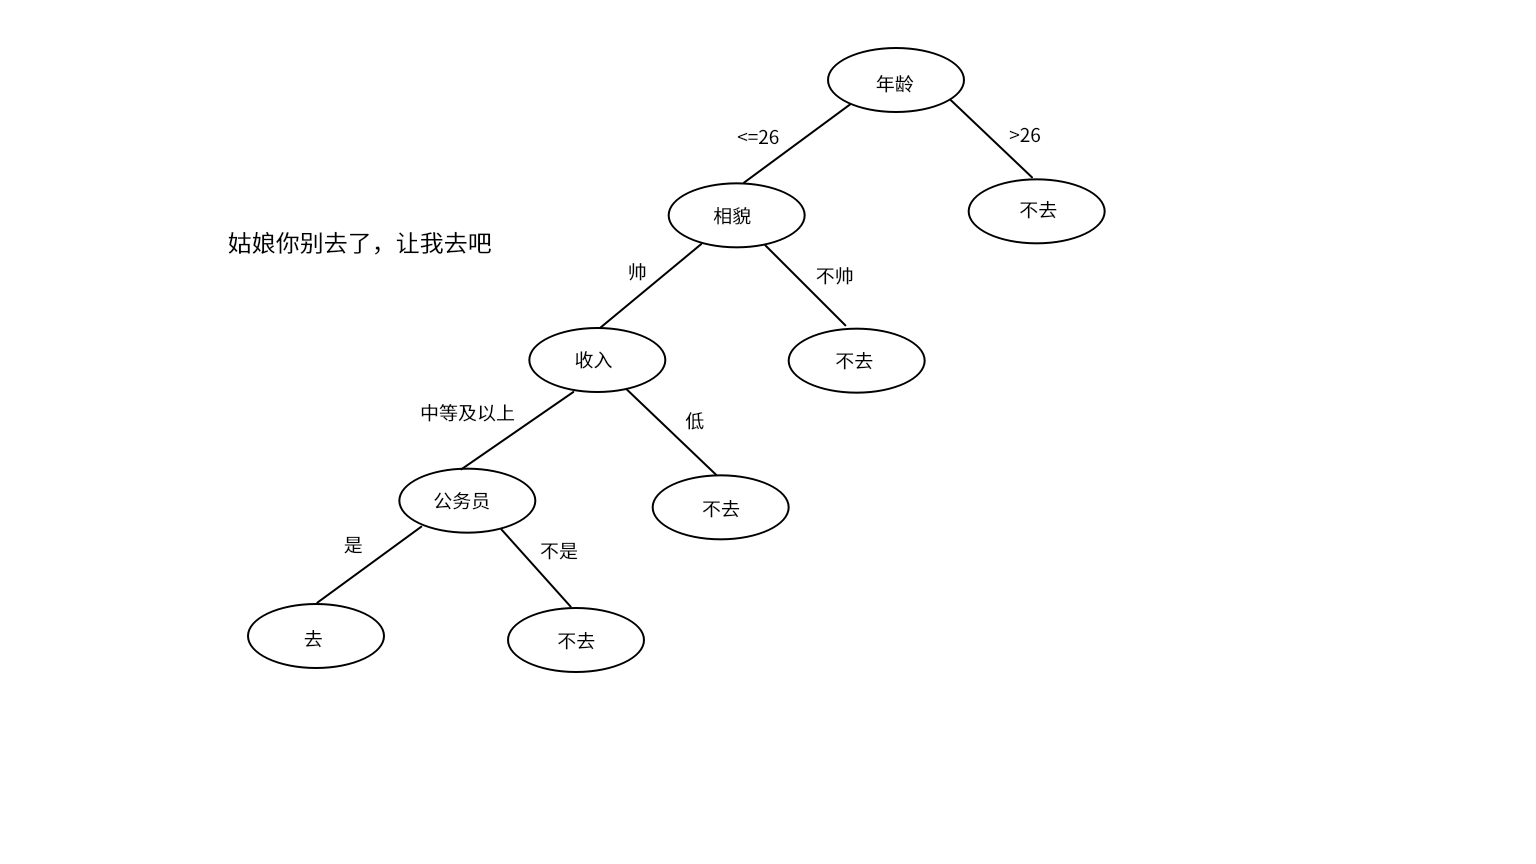 年龄
<=26
>26
相貌
不去
姑娘你别去了，让我去吧
帅
不帅
收入
不去
中等及以上
低
公务员
不去
是
不是
去
不去